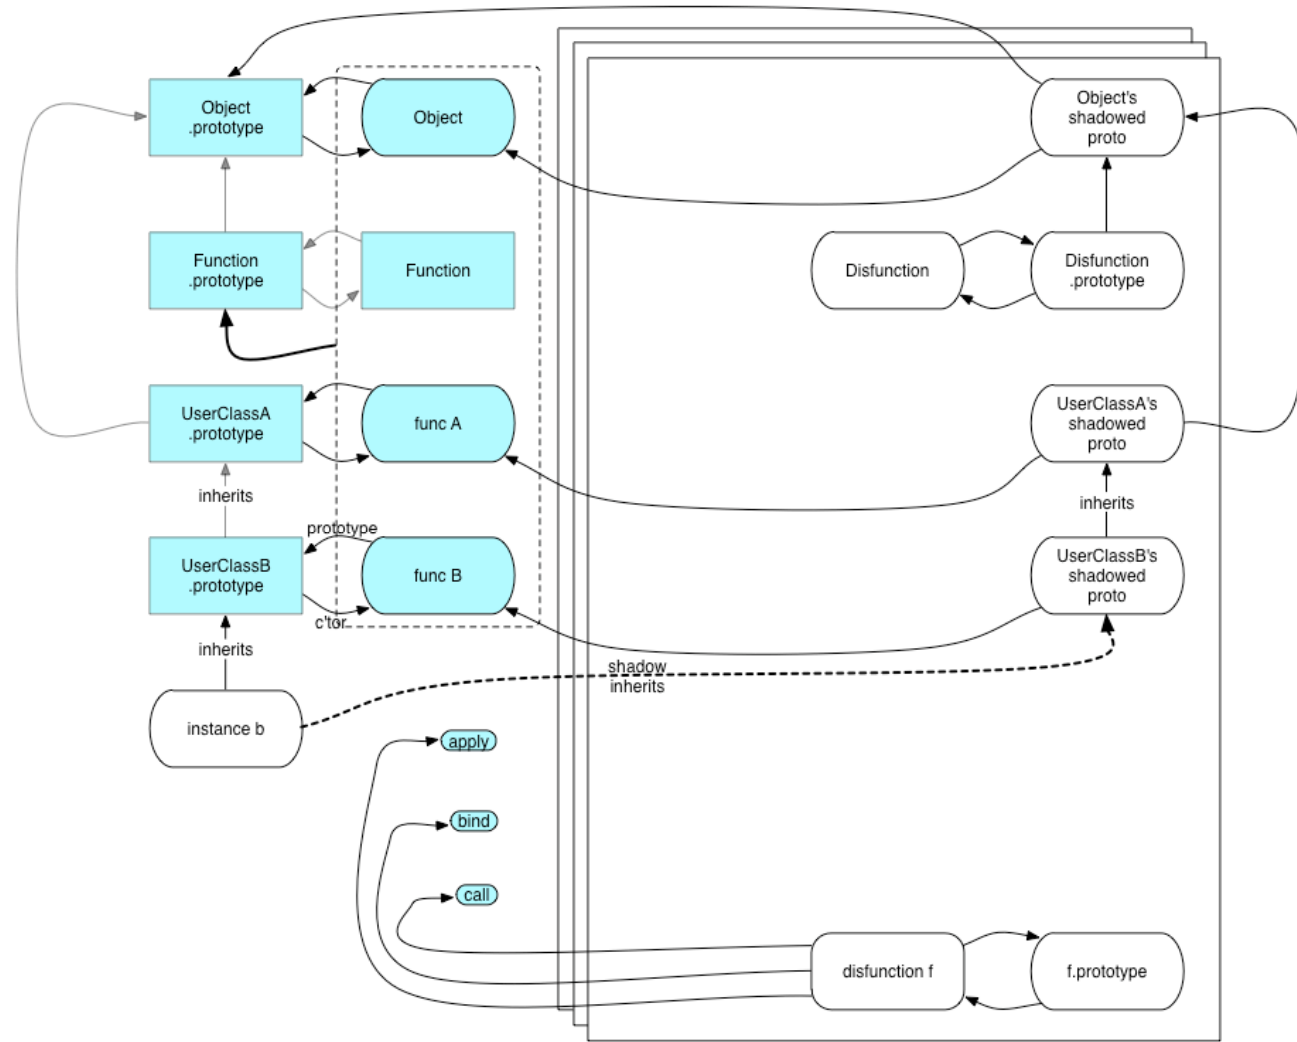 Object
.prototype
Object
Object's
shadowed
proto
Function
.prototype
Function
Disfunction
Disfunction
.prototype
UserClassA
.prototype
func A
UserClassA's
shadowed
proto
inherits
inherits
prototype
UserClassB
.prototype
func B
UserClassB's
shadowed
proto
c'tor
inherits
shadow
inherits
instance b
apply
bind
call
disfunction f
f.prototype